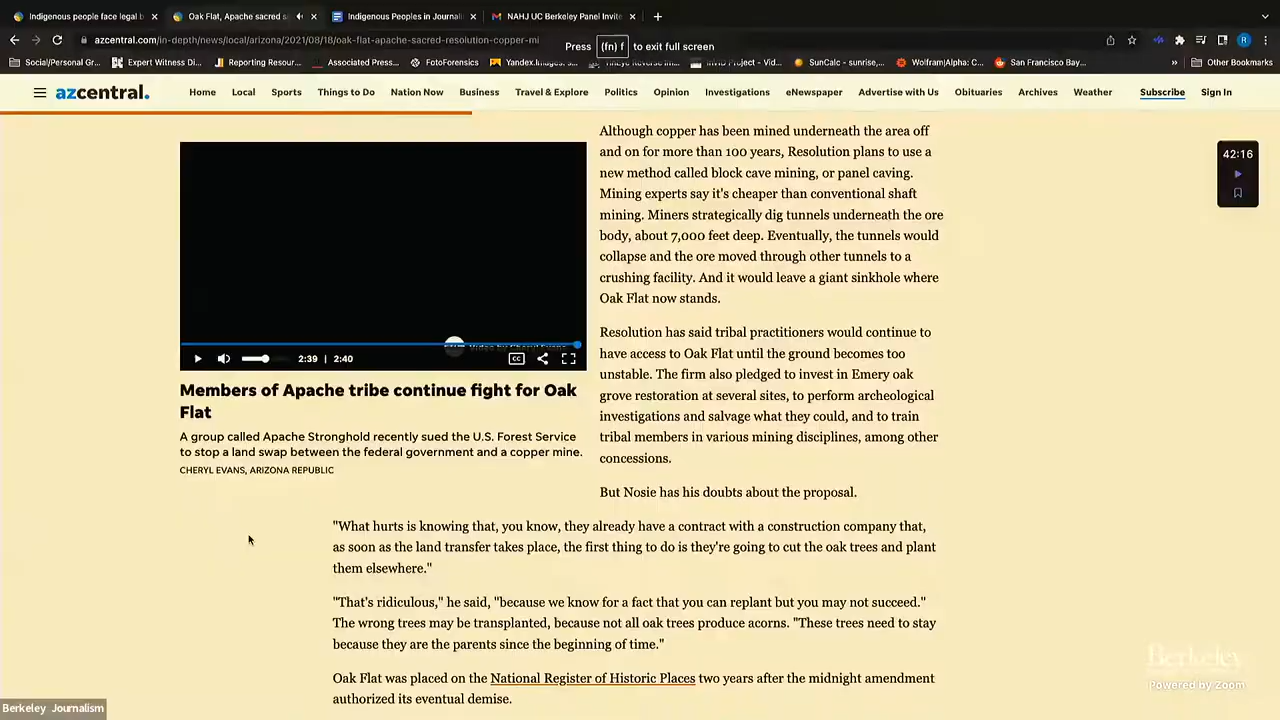 Indigenous people face legal b
Oak Flat, Apache sacred s
Indigenous Peoples in Journali
NAHJ UC Berkeley Panel Invite
azcentral.com/in-depth/news/local/arizona/2021/08/18/oak-flat-apache-sacred-resolution-copper-mi
Press (fn) f to exit full screen
Social/Personal Gr...
Expert Witness Di...
Reporting Resour...
Associated Press...
FotoForensics
Yandex.Images: s...
InVID Project - Vid...
SunCalc - sunrise,...
Wolfram|Alpha: C...
San Francisco Bay...
Other Bookmarks
azcentral.
Home Local Sports Things to Do Nation Now Business Travel & Explore Politics Opinion Investigations eNewspaper Advertise with Us Obituaries Archives Weather Subscribe Sign In
42:16
2:39 | 2:40
CC
Members of Apache tribe continue fight for Oak
Flat
A group called Apache Stronghold recently sued the U.S. Forest Service
to stop a land swap between the federal government and a copper mine.
CHERYL EVANS, ARIZONA REPUBLIC
Although copper has been mined underneath the area off
and on for more than 100 years, Resolution plans to use a
new method called block cave mining, or panel caving.
Mining experts say it's cheaper than conventional shaft
mining. Miners strategically dig tunnels underneath the ore
body, about 7,000 feet deep. Eventually, the tunnels would
collapse and the ore moved through other tunnels to a
crushing facility. And it would leave a giant sinkhole where
Oak Flat now stands.
Resolution has said tribal practitioners would continue to
have access to Oak Flat until the ground becomes too
unstable. The firm also pledged to invest in Emery oak
grove restoration at several sites, to perform archeological
investigations and salvage what they could, and to train
tribal members in various mining disciplines, among other
concessions.
But Nosie has his doubts about the proposal.
"What hurts is knowing that, you know, they already have a contract with a construction company that,
as soon as the land transfer takes place, the first thing to do is they're going to cut the oak trees and plant
them elsewhere."
"That's ridiculous," he said, "because we know for a fact that you can replant but you may not succeed."
The wrong trees may be transplanted, because not all oak trees produce acorns. "These trees need to stay
because they are the parents since the beginning of time."
Oak Flat was placed on the National Register of Historic Places two years after the midnight amendment
authorized its eventual demise.
Berkeley
Powered by Zoom
Berkeley Journalism